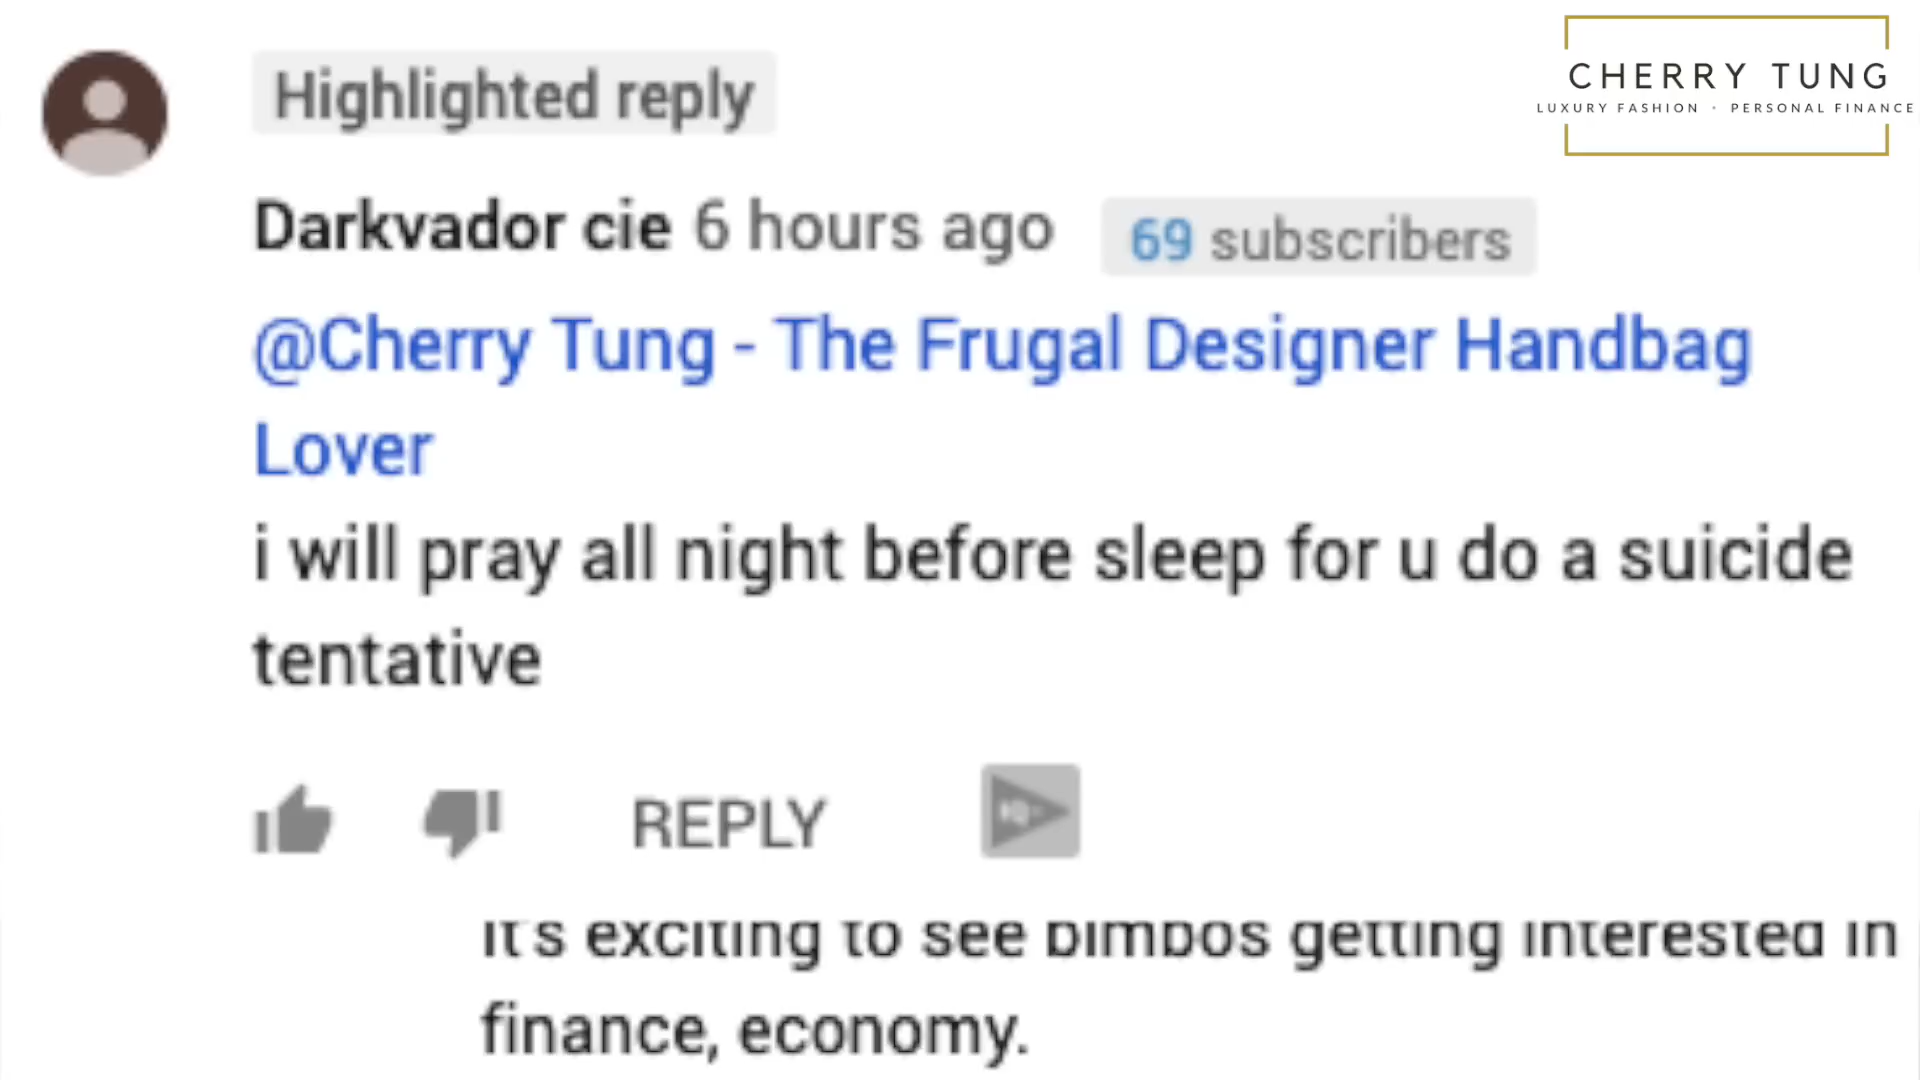 CHERRY TUNG
LUXURY FASHION · PERSONAL FINANCE
Highlighted reply
Darkvador cie 6 hours ago 69 subscribers
@Cherry Tung - The Frugal Designer Handbag
Lover
i will pray all night before sleep for u do a suicide
tentative
REPLY
It's exciting to see bimbos getting interested in
finance, economy.